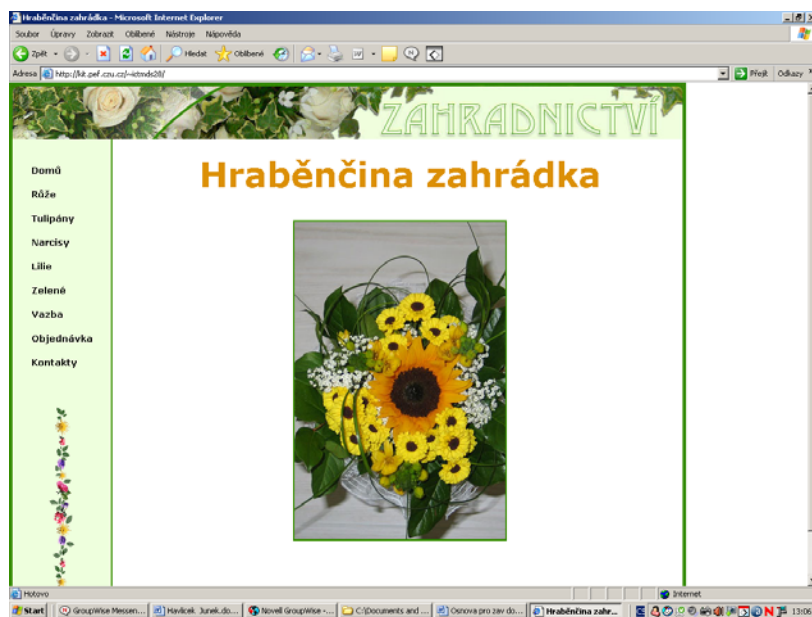 Hraběnčina zahrádka - Microsoft Internet Explorer
Soubor Úpravy Zobrazit Oblíbené Nástroje Nápověda
Zpět Hledat Oblíbené
Adresa http://kit.pef.czu.cz/~ictmds28/ Přejít Odkazy
ZAHRADNICTVÍ
Hraběnčina zahrádka
Domů
Růže
Tulipány
Narcisy
Lilie
Zelené
Vazba
Objednávka
Kontakty
Hotovo Internet
Start GroupWise Messen... Havlicek Junek.do... Novell GroupWise -... C:\Documents and ... Osnova pro zav do... Hraběnčina zahr... 13:06